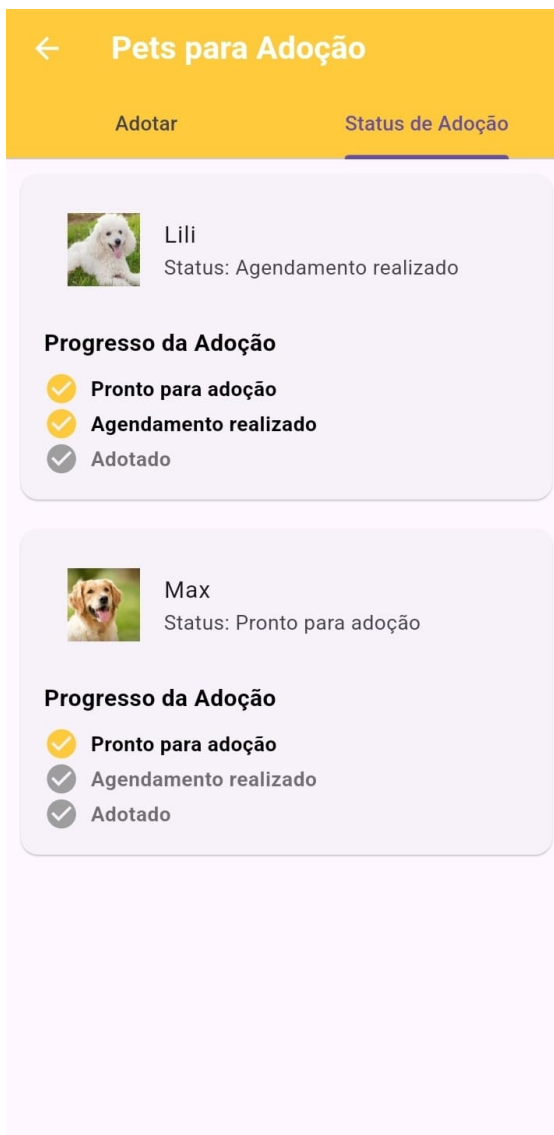 Pets para Adoção
Adotar
Status de Adoção
Lili
Status: Agendamento realizado
Progresso da Adoção
Pronto para adoção
Agendamento realizado
Adotado
Max
Status: Pronto para adoção
Progresso da Adoção
Pronto para adoção
Agendamento realizado
Adotado